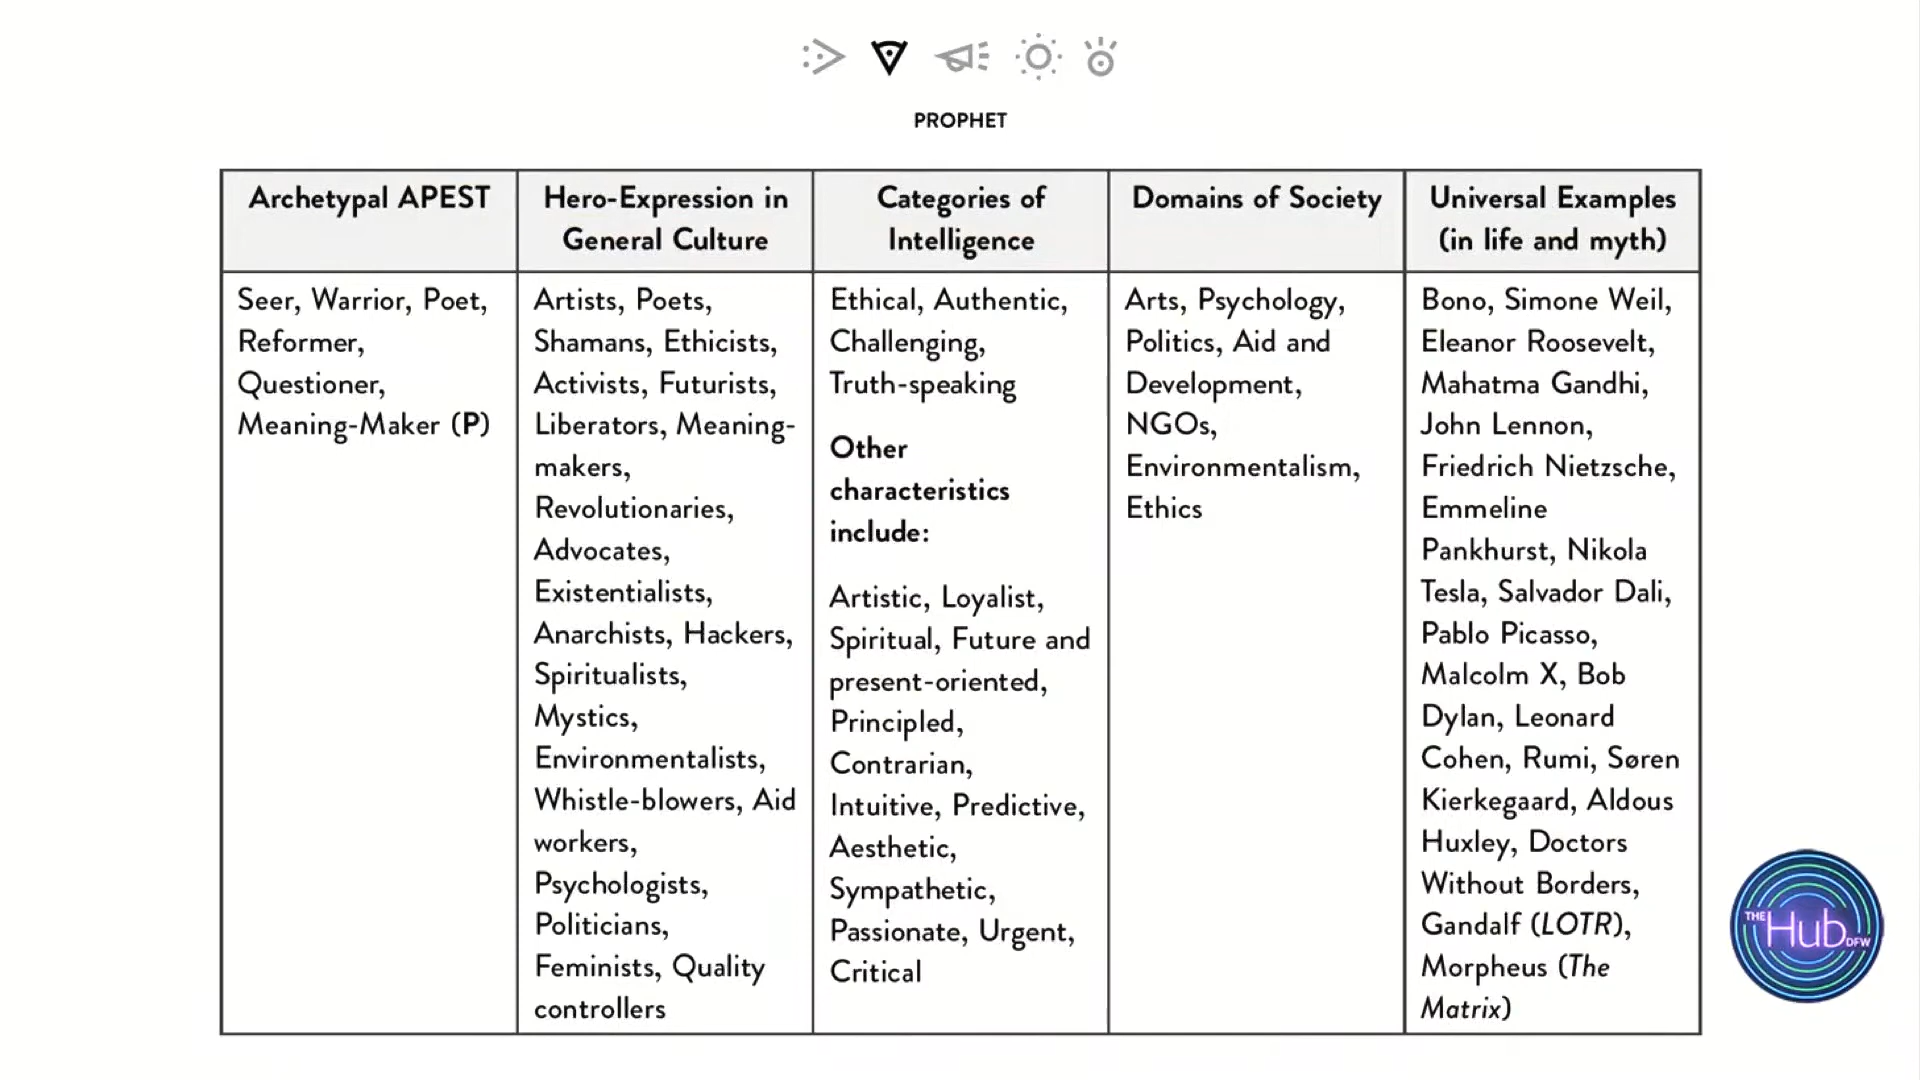 PROPHET
Archetypal APEST
Hero-Expression in
General Culture
Categories of
Intelligence
Domains of Society
Universal Examples
(in life and myth)
Seer, Warrior, Poet,
Reformer,
Questioner,
Meaning-Maker (P)
Artists, Poets,
Shamans, Ethicists,
Activists, Futurists,
Liberators, Meaning-
makers,
Revolutionaries,
Advocates,
Existentialists,
Anarchists, Hackers,
Spiritualists,
Mystics,
Environmentalists,
Whistle-blowers, Aid
workers,
Psychologists,
Politicians,
Feminists, Quality
controllers
Ethical, Authentic,
Challenging,
Truth-speaking
Other
characteristics
include:
Artistic, Loyalist,
Spiritual, Future and
present-oriented,
Principled,
Contrarian,
Intuitive, Predictive,
Aesthetic,
Sympathetic,
Passionate, Urgent,
Critical
Arts, Psychology,
Politics, Aid and
Development,
NGOs,
Environmentalism,
Ethics
Bono, Simone Weil,
Eleanor Roosevelt,
Mahatma Gandhi,
John Lennon,
Friedrich Nietzsche,
Emmeline
Pankhurst, Nikola
Tesla, Salvador Dali,
Pablo Picasso,
Malcolm X, Bob
Dylan, Leonard
Cohen, Rumi, Søren
Kierkegaard, Aldous
Huxley, Doctors
Without Borders,
Gandalf (LOTR),
Morpheus (The
Matrix)
THE Hub DFW